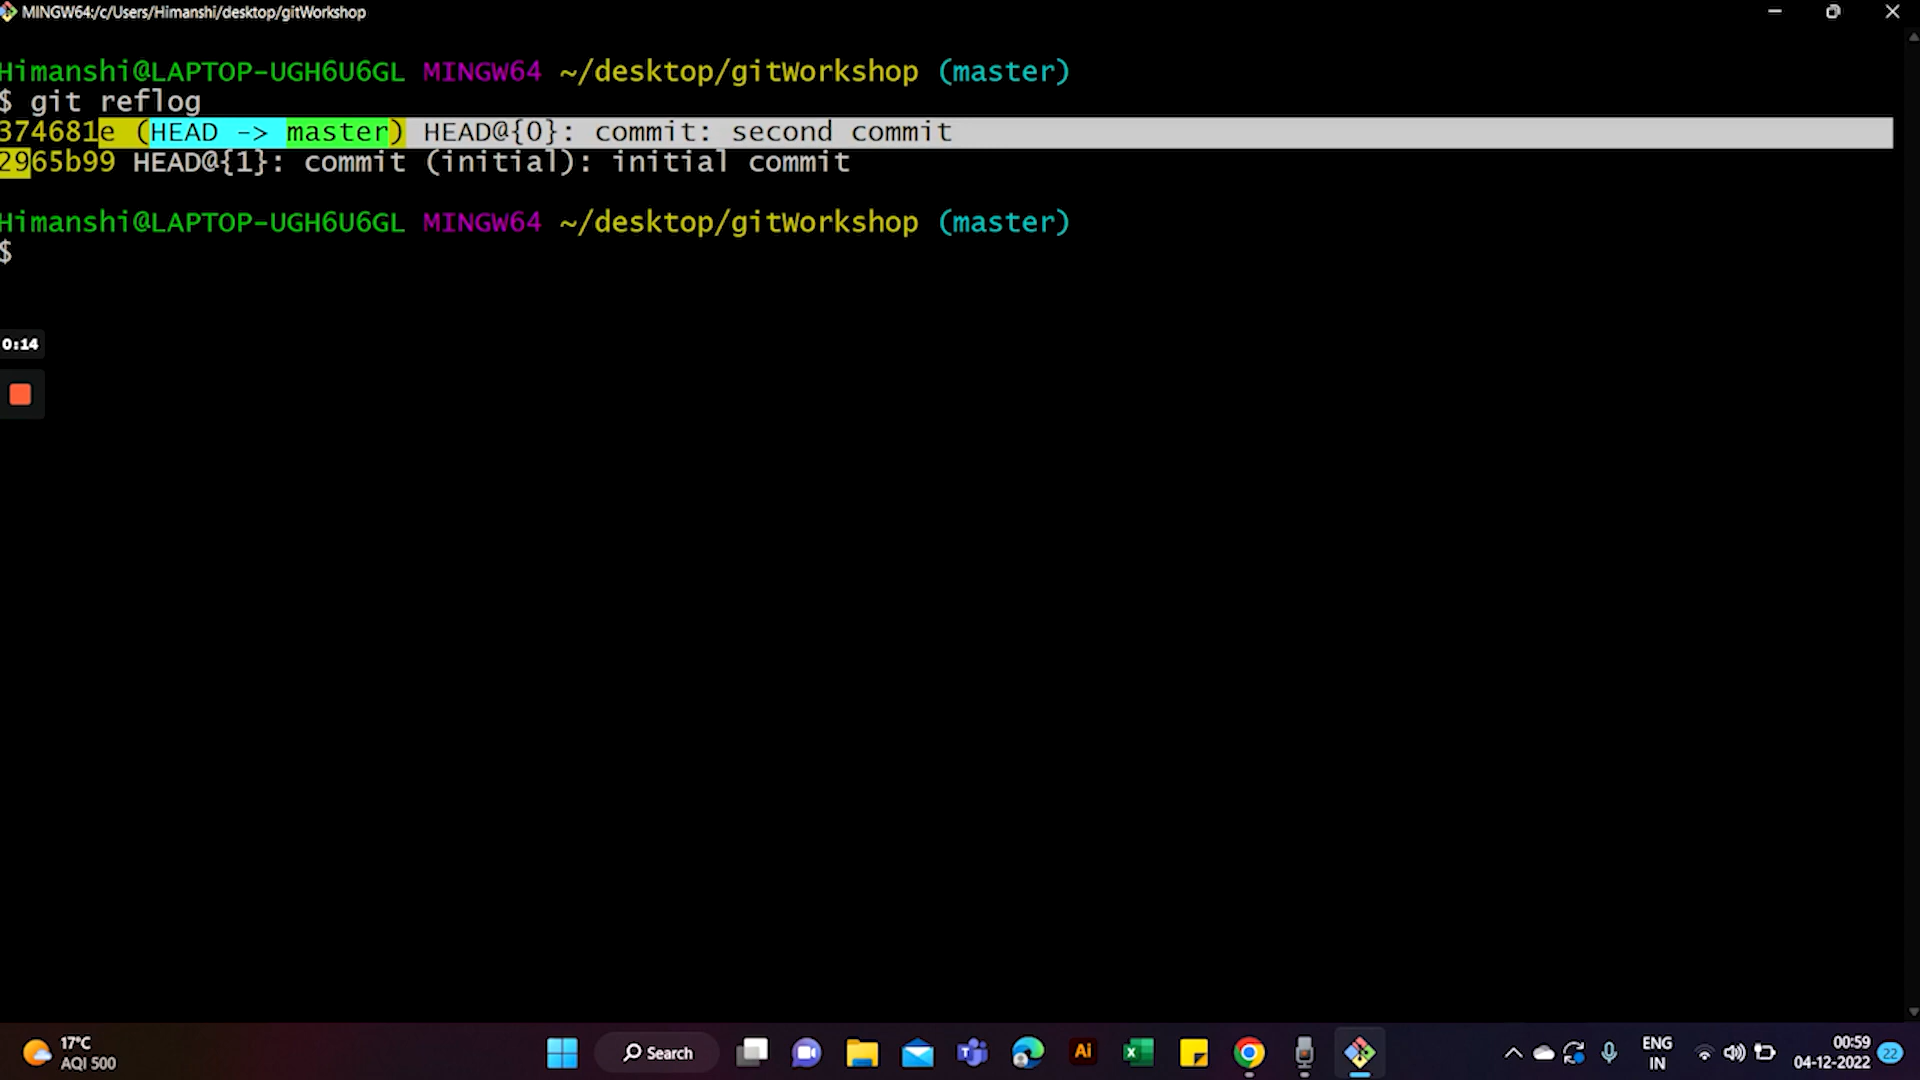 MINGW64:/c/Users/Himanshi/desktop/gitWorkshop
Himanshi@LAPTOP-UGH6U6GL MINGW64 ~/desktop/gitWorkshop (master)
$ git reflog
374681e (HEAD -> master) HEAD@{0}: commit: second commit
2965b99 HEAD@{1}: commit (initial): initial commit
Himanshi@LAPTOP-UGH6U6GL MINGW64 ~/desktop/gitWorkshop (master)
$
0:14
17°C
AQI 500
Search
Ai
ENG
IN
00:59
04-12-2022
22